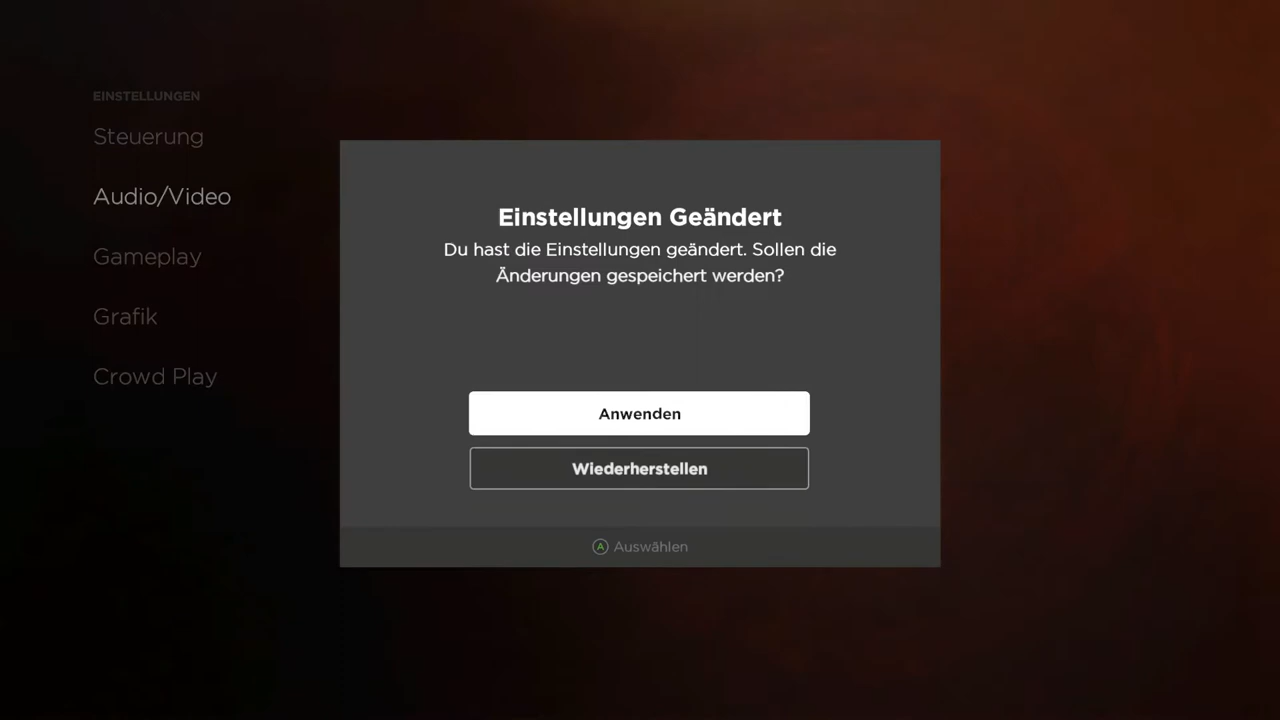 EINSTELLUNGEN
Steuerung
Audio/Video
Gameplay
Grafik
Crowd Play
Einstellungen Geändert
Du hast die Einstellungen geändert. Sollen die
Änderungen gespeichert werden?
Anwenden
Wiederherstellen
A Auswählen